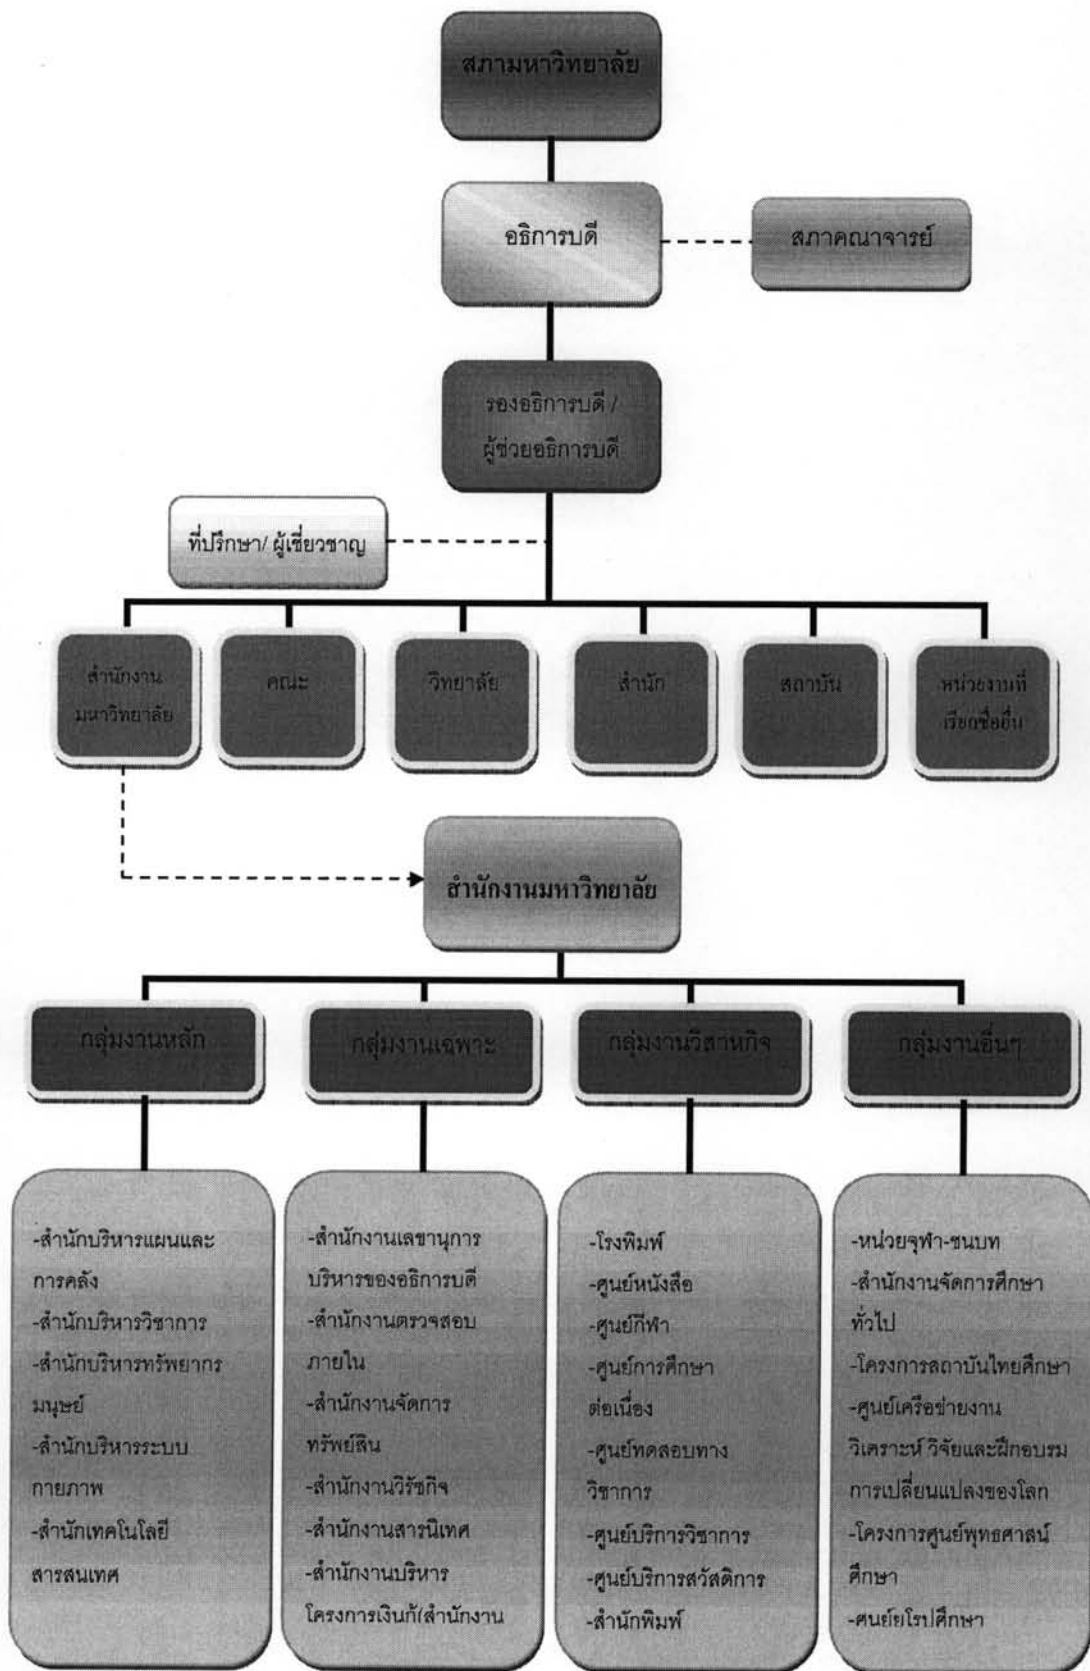 สภามหาวิทยาลัย
อธิการบดี
สภาคณาจารย์
รองอธิการบดี /
ผู้ช่วยอธิการบดี
ที่ปรึกษา/ ผู้เชี่ยวชาญ
สำนักงาน
มหาวิทยาลัย
คณะ
วิทยาลัย
สำนัก
สถาบัน
หน่วยงานที่
เรียกชื่ออื่น
สำนักงานมหาวิทยาลัย
กลุ่มงานหลัก
กลุ่มงานเฉพาะ
กลุ่มงานวิสาหกิจ
กลุ่มงานอื่นๆ
-สำนักบริหารแผนและ
การคลัง
-สำนักบริหารวิชาการ
-สำนักบริหารทรัพยากร
มนุษย์
-สำนักบริหารระบบ
กายภาพ
-สำนักเทคโนโลยี
สารสนเทศ
-สำนักงานเลขานุการ
บริหารของอธิการบดี
-สำนักงานตรวจสอบ
ภายใน
-สำนักงานจัดการ
ทรัพย์สิน
-สำนักงานวิรัชกิจ
-สำนักงานสารนิเทศ
-สำนักงานบริหาร
โครงการเงินกู้(สำนักงาน
-โรงพิมพ์
-ศูนย์หนังสือ
-ศูนย์กีฬา
-ศูนย์การศึกษา
ต่อเนื่อง
-ศูนย์ทดสอบทาง
วิชาการ
-ศูนย์บริการวิชาการ
-ศูนย์บริการสวัสดิการ
-สำนักพิมพ์
-หน่วยจุฬา-ชนบท
-สำนักงานจัดการศึกษา
ทั่วไป
-โครงการสถาบันไทยศึกษา
-ศูนย์เครือข่ายงาน
วิเคราะห์ วิจัยและฝึกอบรม
การเปลี่ยนแปลงของโลก
-โครงการศูนย์พุทธศาสน์
ศึกษา
-ศูนย์ยุโรปศึกษา